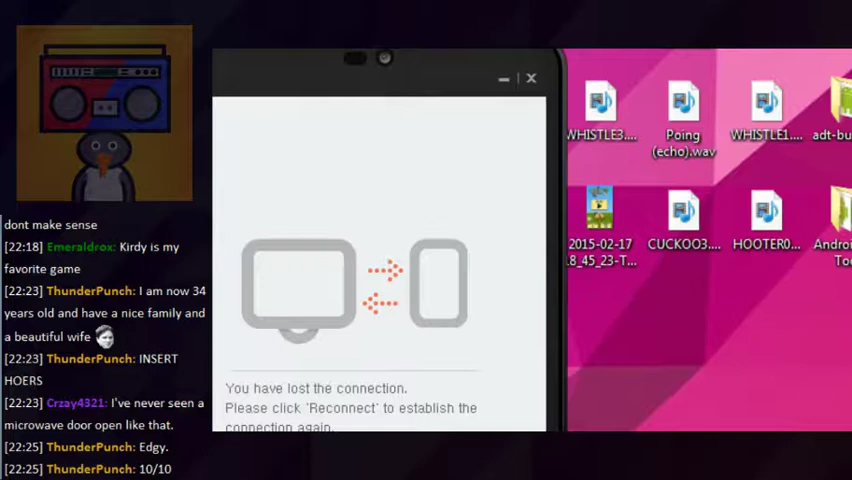 dont make sense
[22:18] Emeraldrox: Kirdy is my
favorite game
[22:23] ThunderPunch: I am now 34
years old and have a nice family and
a beautiful wife
[22:23] ThunderPunch: INSERT
HOERS
[22:23] Crzay4321: I've never seen a
microwave door open like that.
[22:25] ThunderPunch: Edgy.
[22:25] ThunderPunch: 10/10
You have lost the connection.
Please click 'Reconnect' to establish the
connection again.
WHISTLE3....
Poing
(echo).wav
WHISTLE1....
adt-bu
2015-02-17
18_45_23-T...
CUCKOO3....
HOOTER0...
Androi
Too